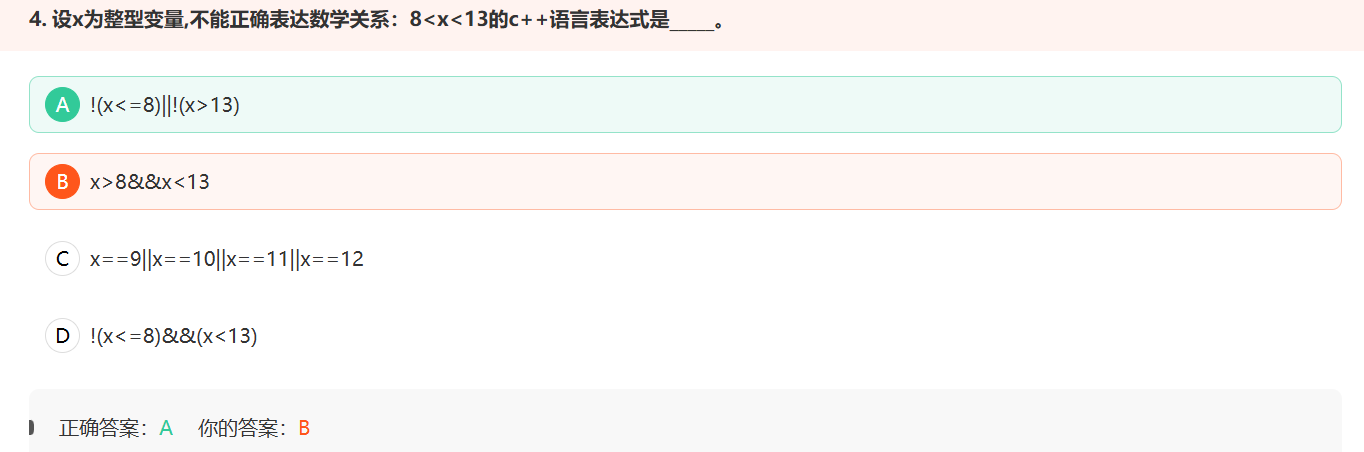 4. 设x为整型变量,不能正确表达数学关系：8<x<13的c++语言表达式是_____。
A !(x<=8)||!(x>13)
B x>8&&x<13
C x==9||x==10||x==11||x==12
D !(x<=8)&&(x<13)
正确答案：A 你的答案：B